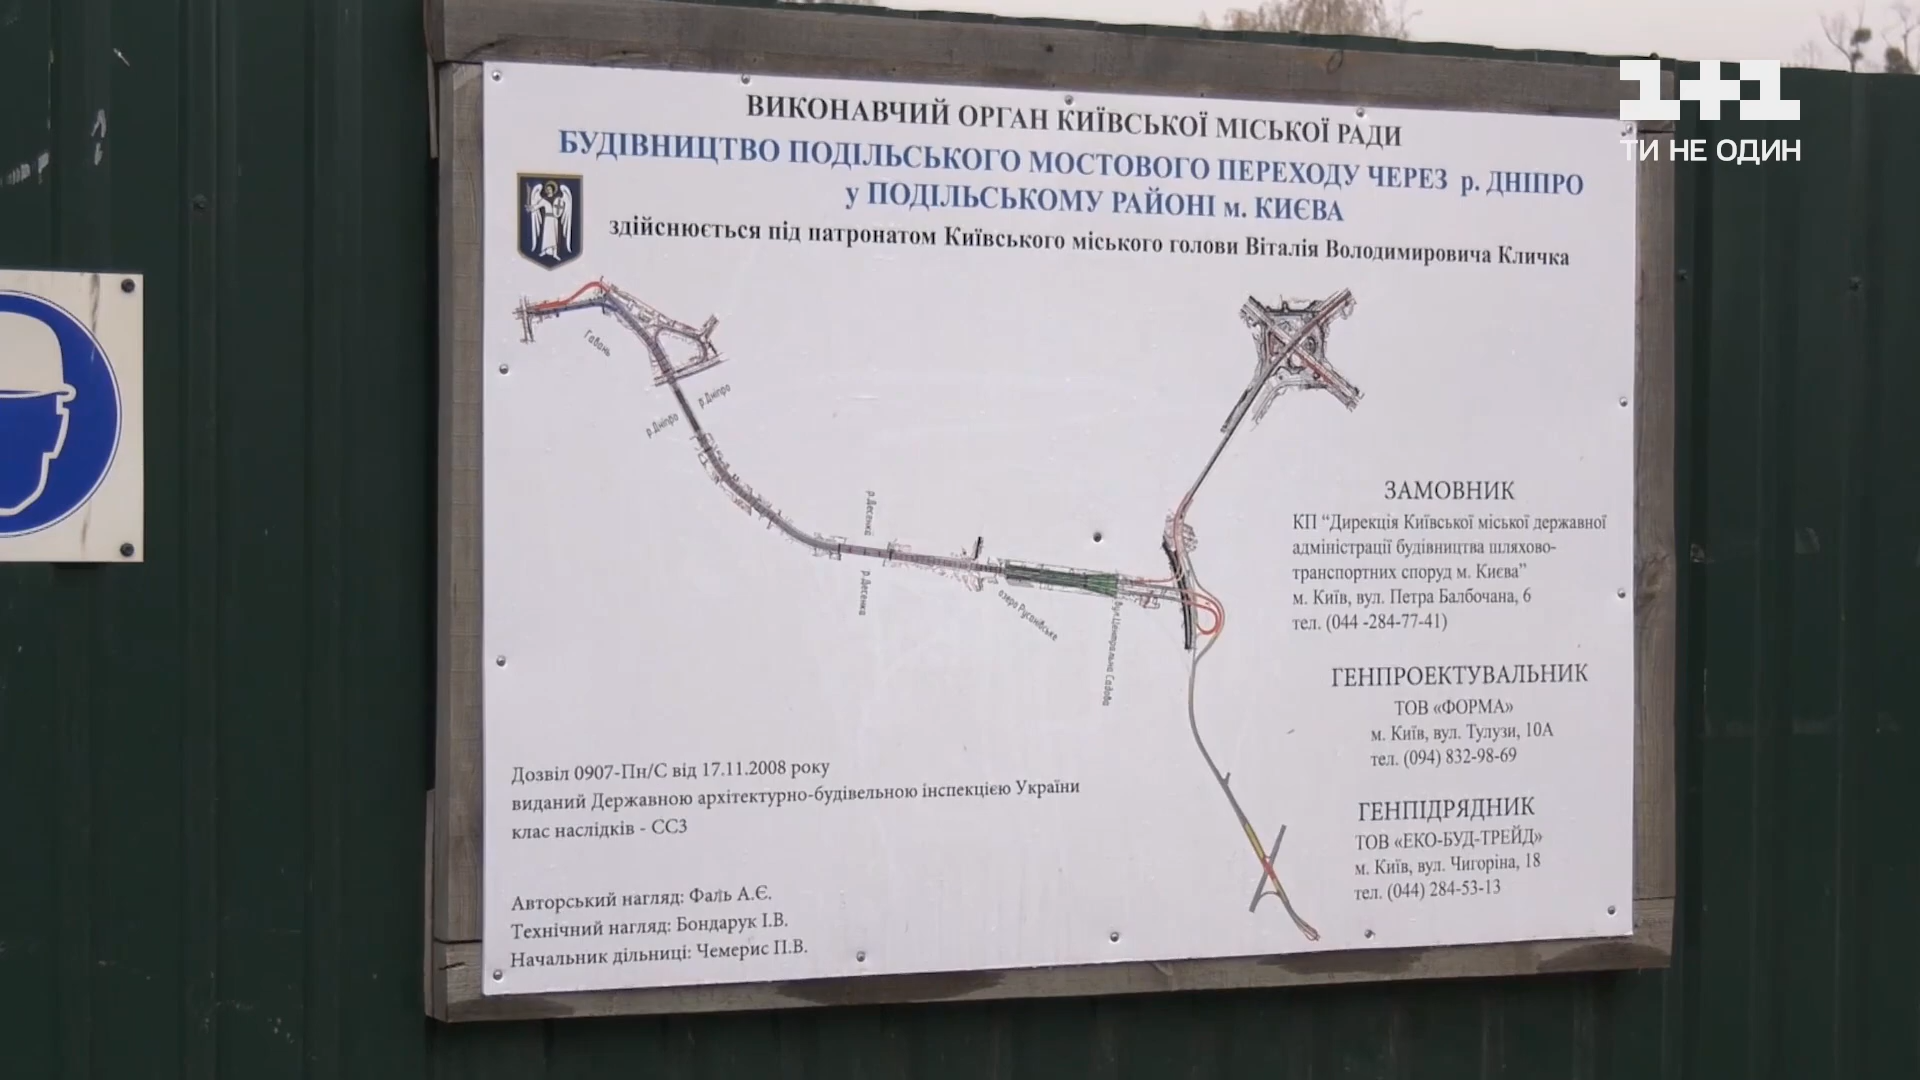 1+1
ТИ НЕ ОДИН
ВИКОНАВЧИЙ ОРГАН КИЇВСЬКОЇ МІСЬКОЇ РАДИ
БУДІВНИЦТВО ПОДІЛЬСЬКОГО МОСТОВОГО ПЕРЕХОДУ ЧЕРЕЗ р. ДНІПРО
у ПОДІЛЬСЬКОМУ РАЙОНІ м. КИЄВА
здійснюється під патронатом Київського міського голови Віталія Володимировича Кличка
Гавань
р.Дніпро
р.Дніпро
р.Десенка
р.Десенка
озеро Русанівське
вул.Центральна Садова
ЗАМОВНИК
КП “Дирекція Київської міської державної
адміністрації будівництва шляхово-
транспортних споруд м. Києва”
м. Київ, вул. Петра Балбочана, 6
тел. (044 -284-77-41)
ГЕНПРОЕКТУВАЛЬНИК
ТОВ «ФОРМА»
м. Київ, вул. Тулузи, 10А
тел. (094) 832-98-69
ГЕНПІДРЯДНИК
ТОВ «ЕКО-БУД-ТРЕЙД»
м. Київ, вул. Чигоріна, 18
тел. (044) 284-53-13
Дозвіл 0907-Пн/С від 17.11.2008 року
виданий Державною архітектурно-будівельною інспекцією України
клас наслідків - СС3
Авторський нагляд: Фаль А.Є.
Технічний нагляд: Бондарук І.В.
Начальник дільниці: Чемерис П.В.